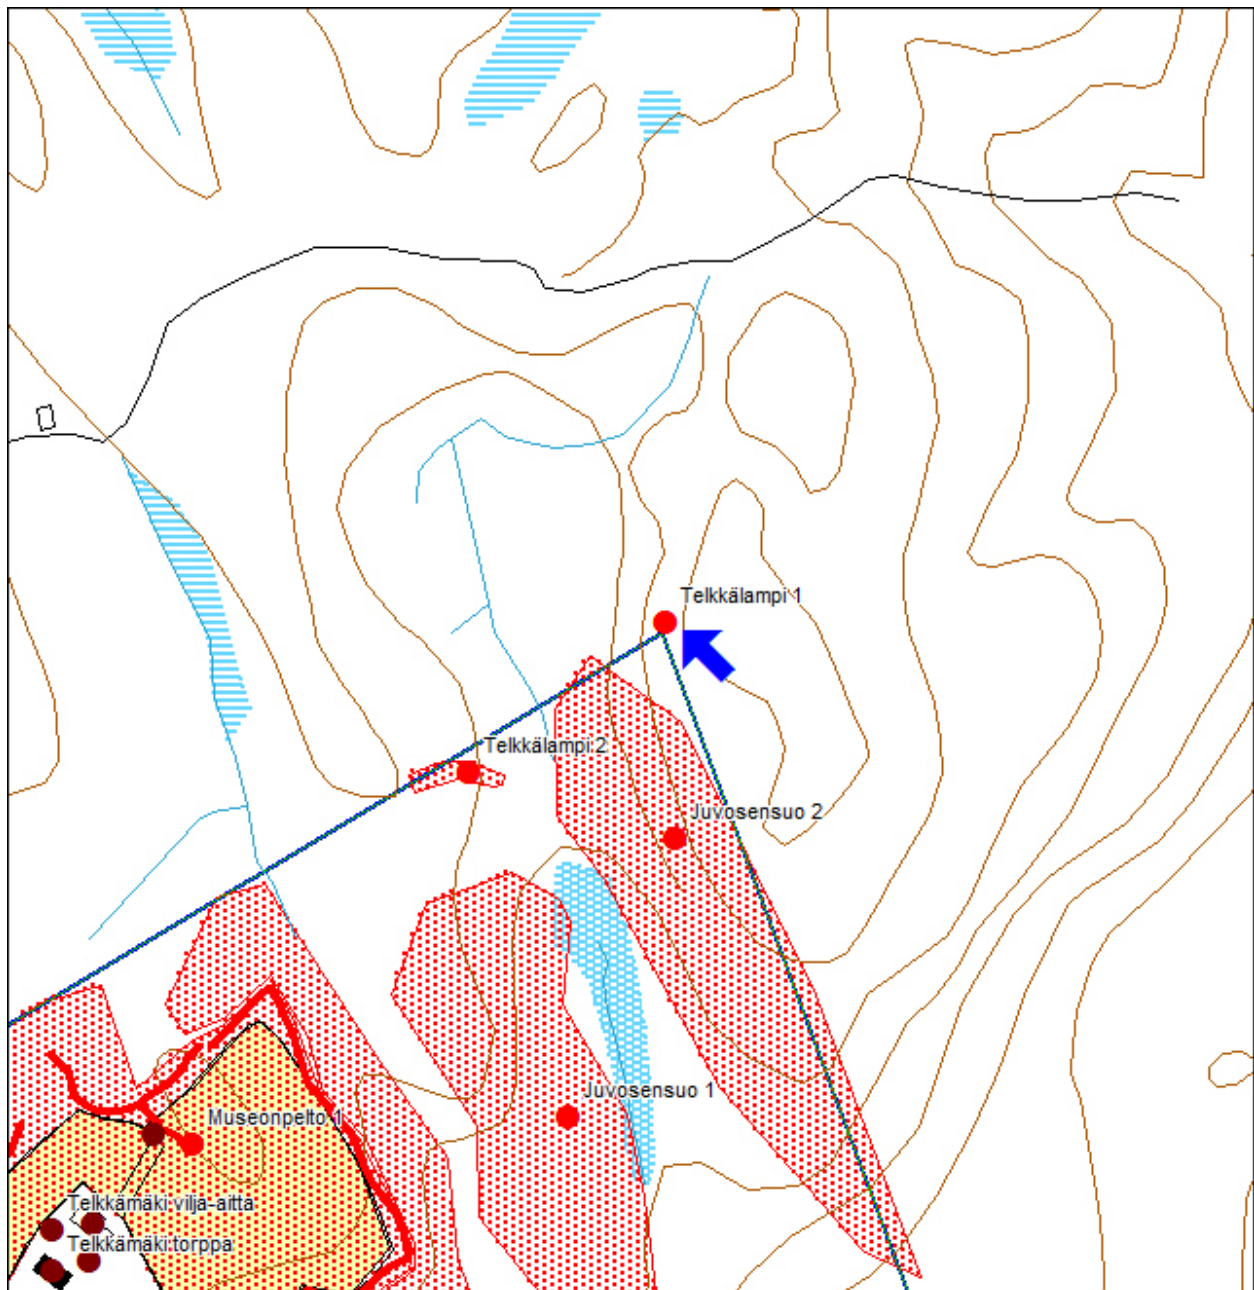 Telkkälampi 1
Telkkälampi 2
Juvosensuo 2
Juvosensuo 1
Museonpelto 1
Telkkämäki vilja-aitta
Telkkämäki torppa